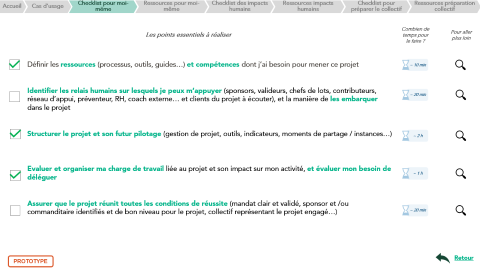 Accueil
Cas d'usage
Checklist pour moi-
même
Ressources pour moi-
même
Checklist des impacts
humains
Ressources impacts
humains
Checklist pour
préparer le collectif
Ressources préparation
collectif
Les points essentiels à réaliser
Combien de
temps pour
le faire ?
Pour aller
plus loin
Définir les ressources (processus, outils, guides…) et compétences dont j'ai besoin pour mener ce projet
~ 10 min
Identifier les relais humains sur lesquels je peux m'appuyer (sponsors, valideurs, chefs de lots, contributeurs,
réseau d'appui, préventeur, RH, coach externe… et clients du projet à écouter), et la manière de les embarquer
dans le projet
~ 20 min
Structurer le projet et son futur pilotage (gestion de projet, outils, indicateurs, moments de partage / instances…)
~ 2 h
Evaluer et organiser ma charge de travail liée au projet et son impact sur mon activité, et évaluer mon besoin de
déléguer
~ 1 h
Assurer que le projet réunit toutes les conditions de réussite (mandat clair et validé, sponsor et /ou
commanditaire identifiés et de bon niveau pour le projet, collectif représentant le projet engagé…)
~ 20 min
PROTOTYPE
Retour